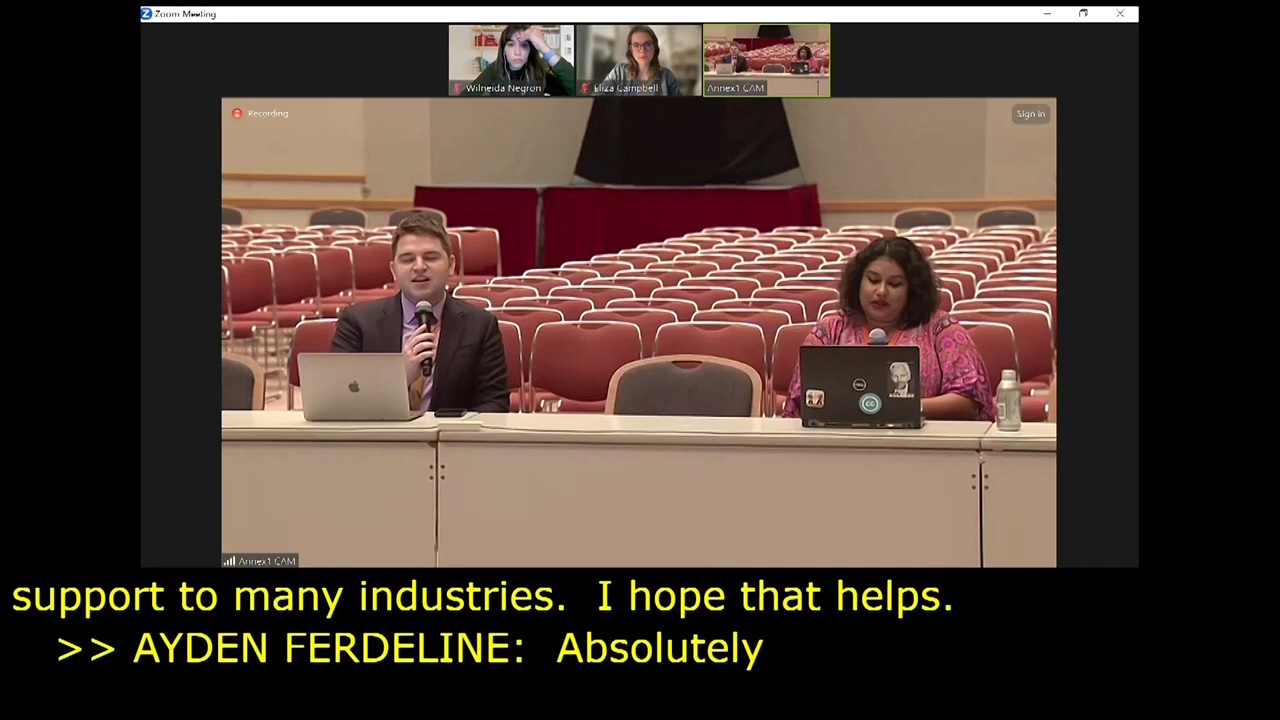 Zoom Meeting
Wilneida Negron
Eliza Campbell
Annex1 CAM
Recording
Sign in
Annex1 CAM
support to many industries.  I hope that helps.
>> AYDEN FERDELINE:  Absolutely